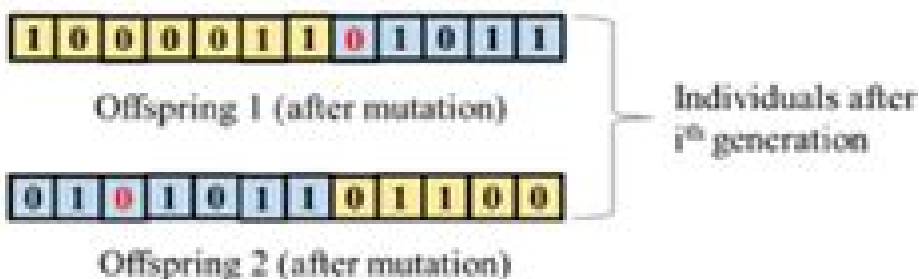 1 0 0 0 0 1 1 0 1 0 1 1
Offspring 1 (after mutation)
Individuals after
iᵗʰ generation
0 1 0 1 0 1 1 0 1 1 0 0
Offspring 2 (after mutation)